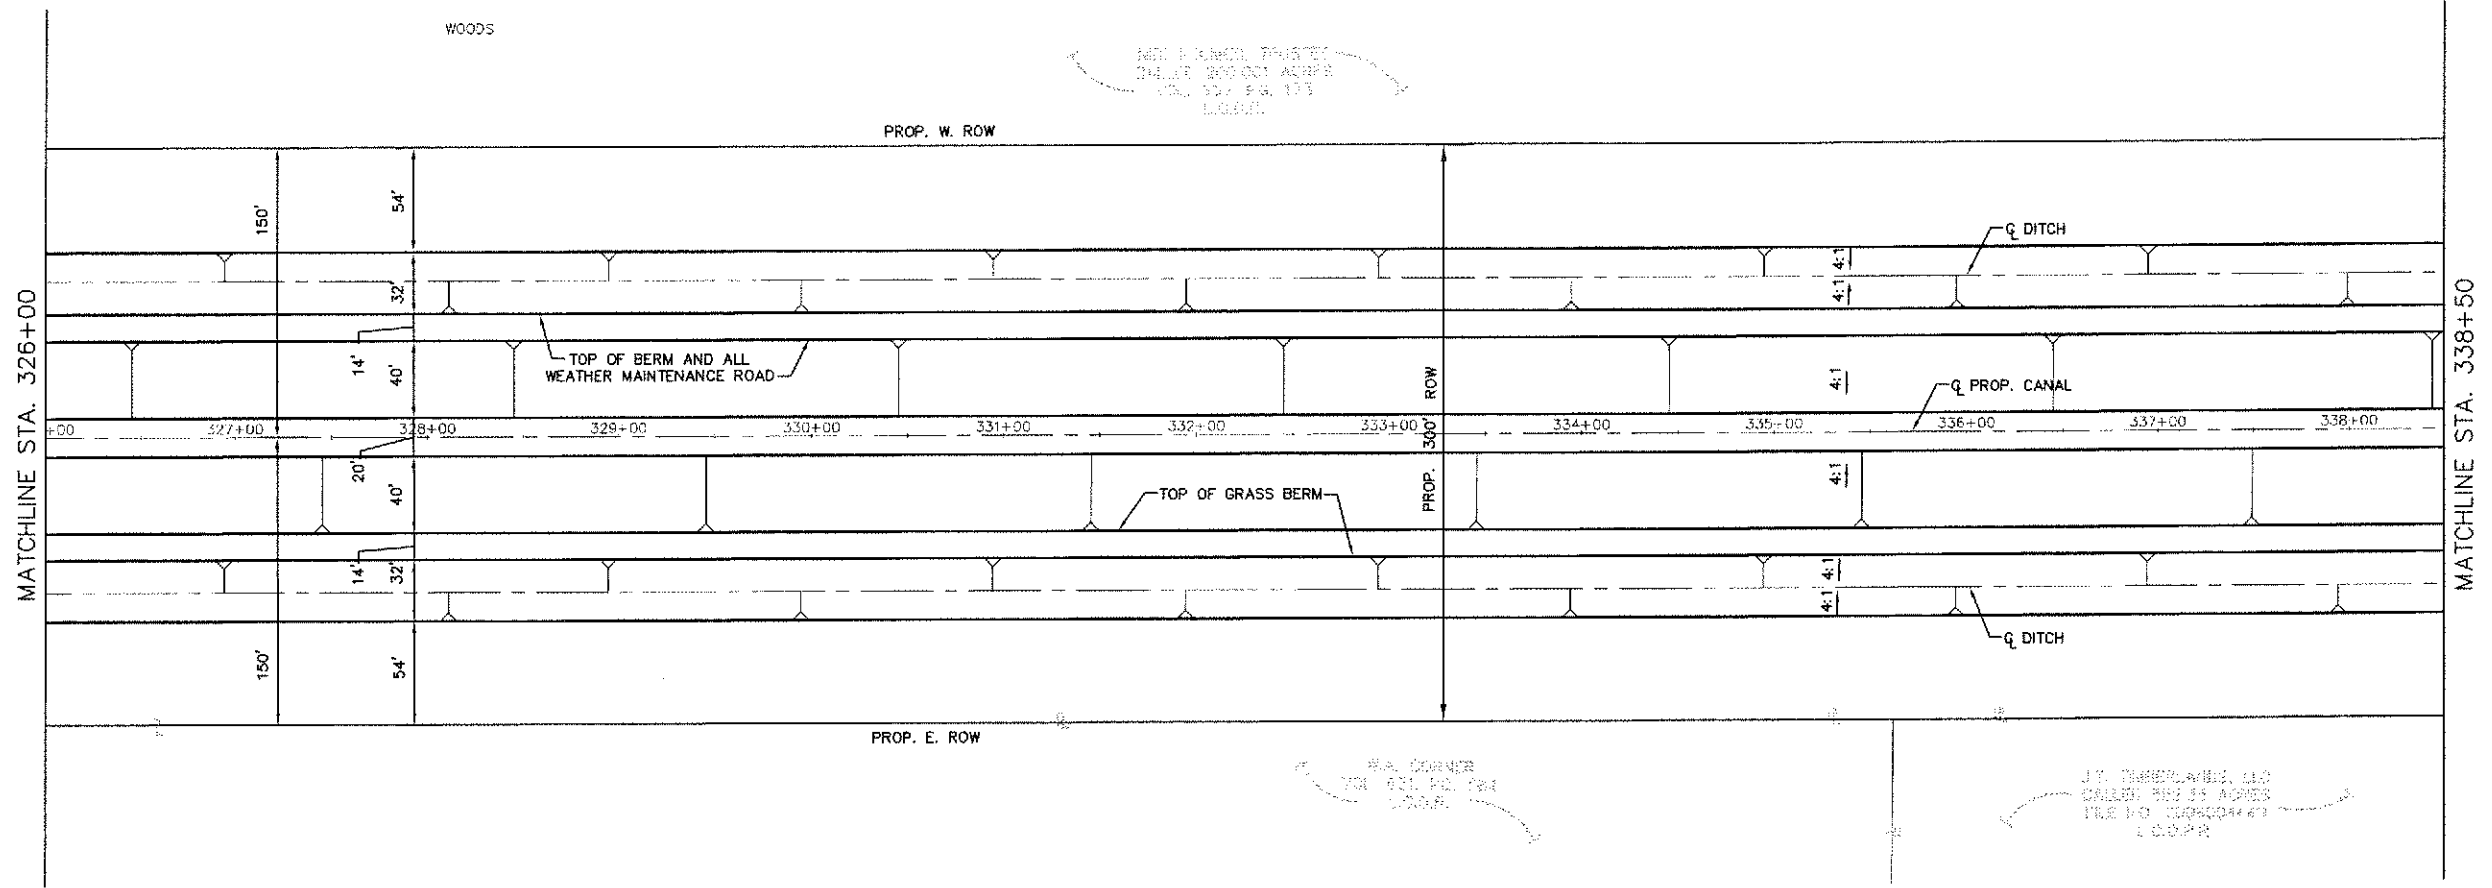 WOODS
PROP. W. ROW
150'
54'
℄ DITCH
4:1
32'
4:1
MATCHLINE STA. 326+00
MATCHLINE STA. 338+50
14'
TOP OF BERM AND ALL
WEATHER MAINTENANCE ROAD
40'
4:1
℄ PROP. CANAL
PROP. 300' ROW
+00
327+00
328+00
329+00
330+00
331+00
332+00
333+00
334+00
335+00
336+00
337+00
338+00
20'
40'
4:1
TOP OF GRASS BERM
14'
32'
4:1
4:1
℄ DITCH
150'
54'
PROP. E. ROW
L.C.O.P.R.